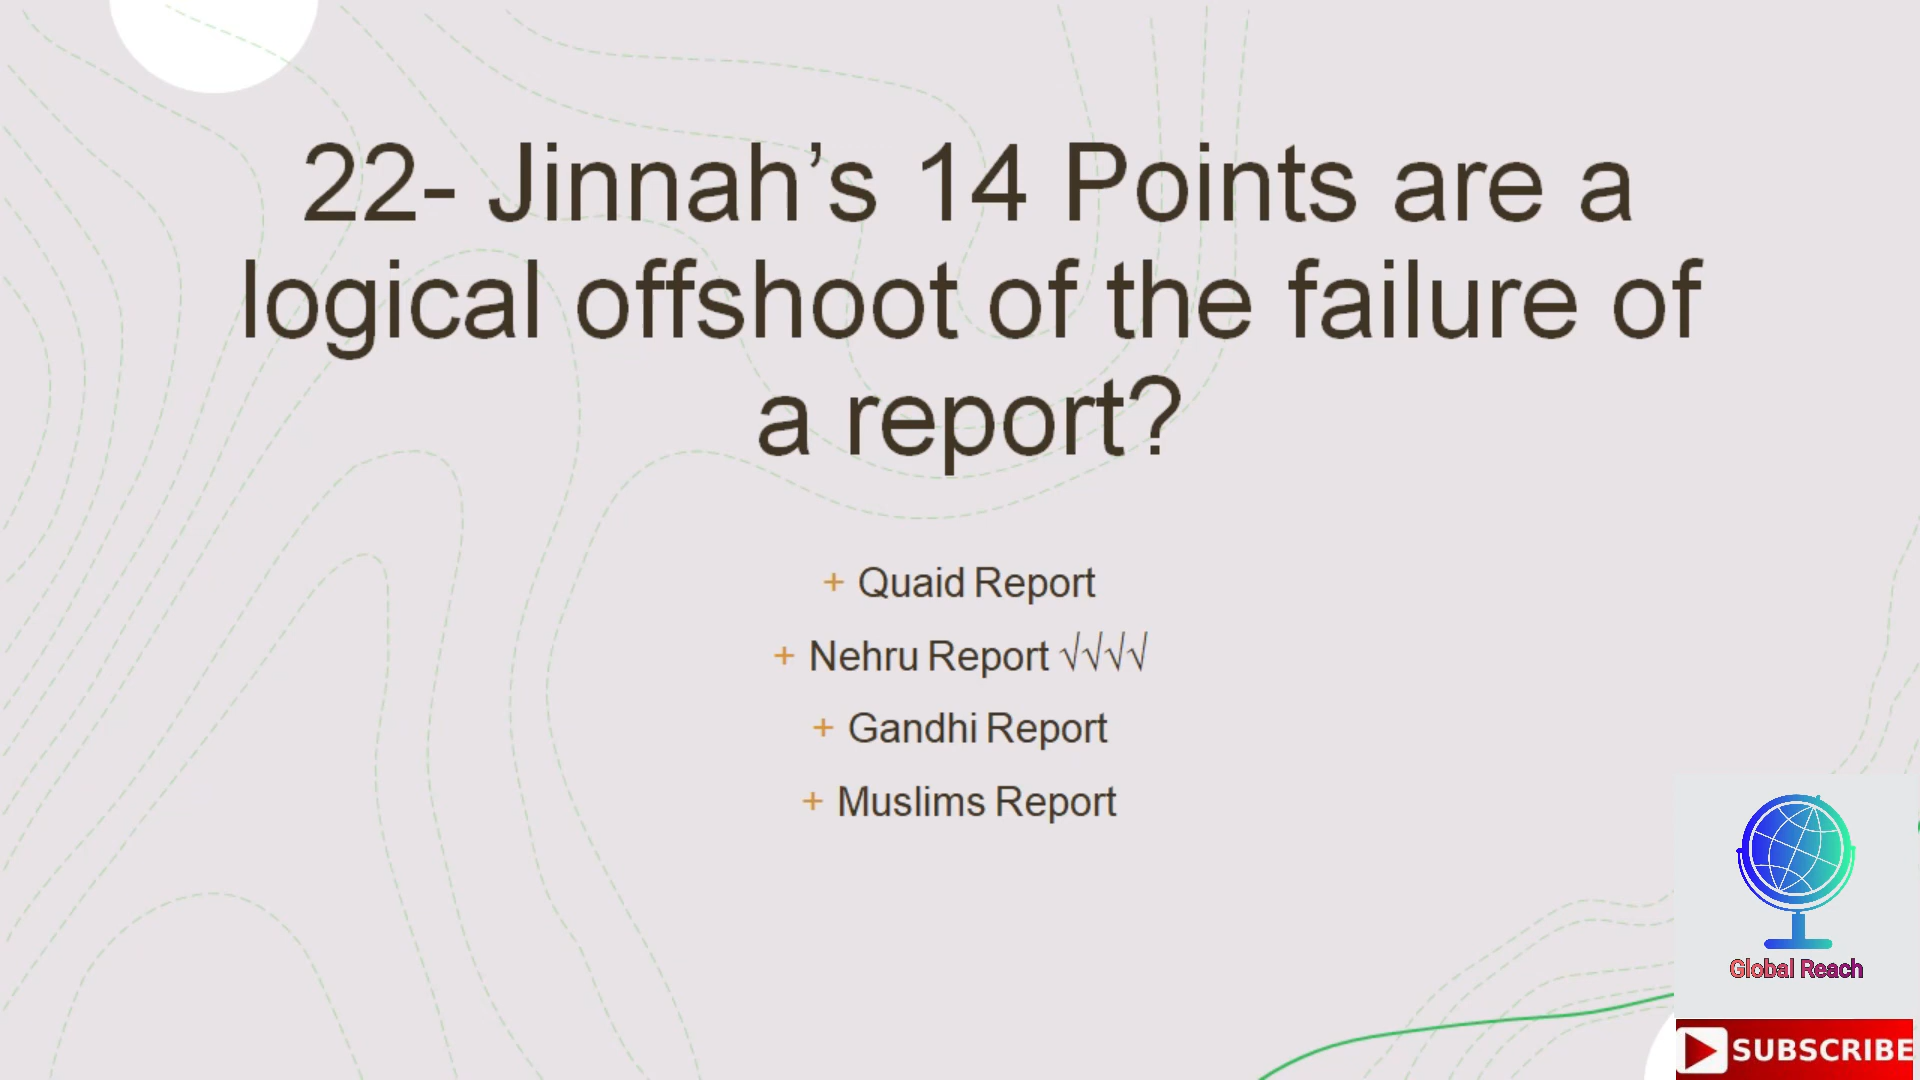 22- Jinnah’s 14 Points are a
logical offshoot of the failure of
a report?
+ Quaid Report
+ Nehru Report √√√√
+ Gandhi Report
+ Muslims Report
Global Reach
SUBSCRIBE